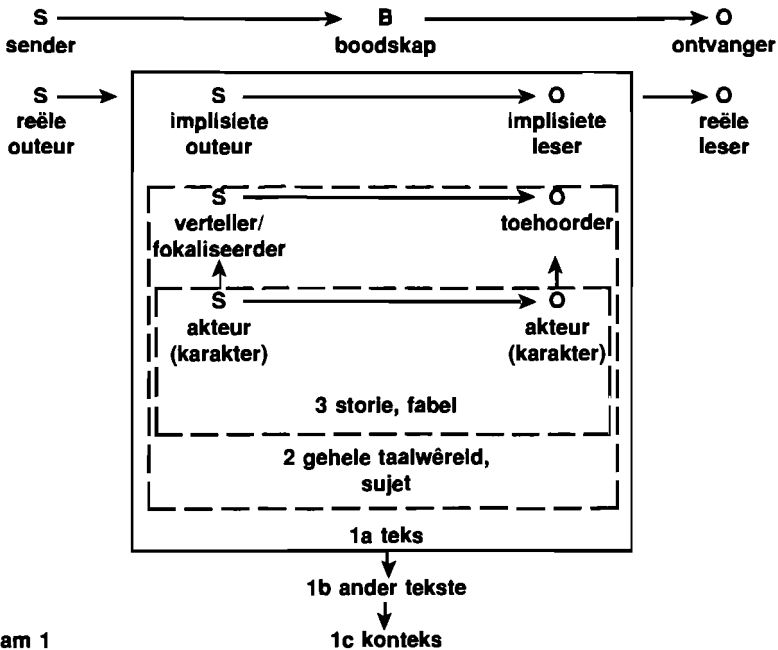 S B O
sender boodskap ontvanger
S S O O
reële implisiete implisiete reële
outeur outeur leser leser
S O
verteller/ toehoorder
fokaliseerder
S O
akteur akteur
(karakter) (karakter)
3 storie, fabel
2 gehele taalwêreld,
sujet
1a teks
1b ander tekste
am 1 1c konteks